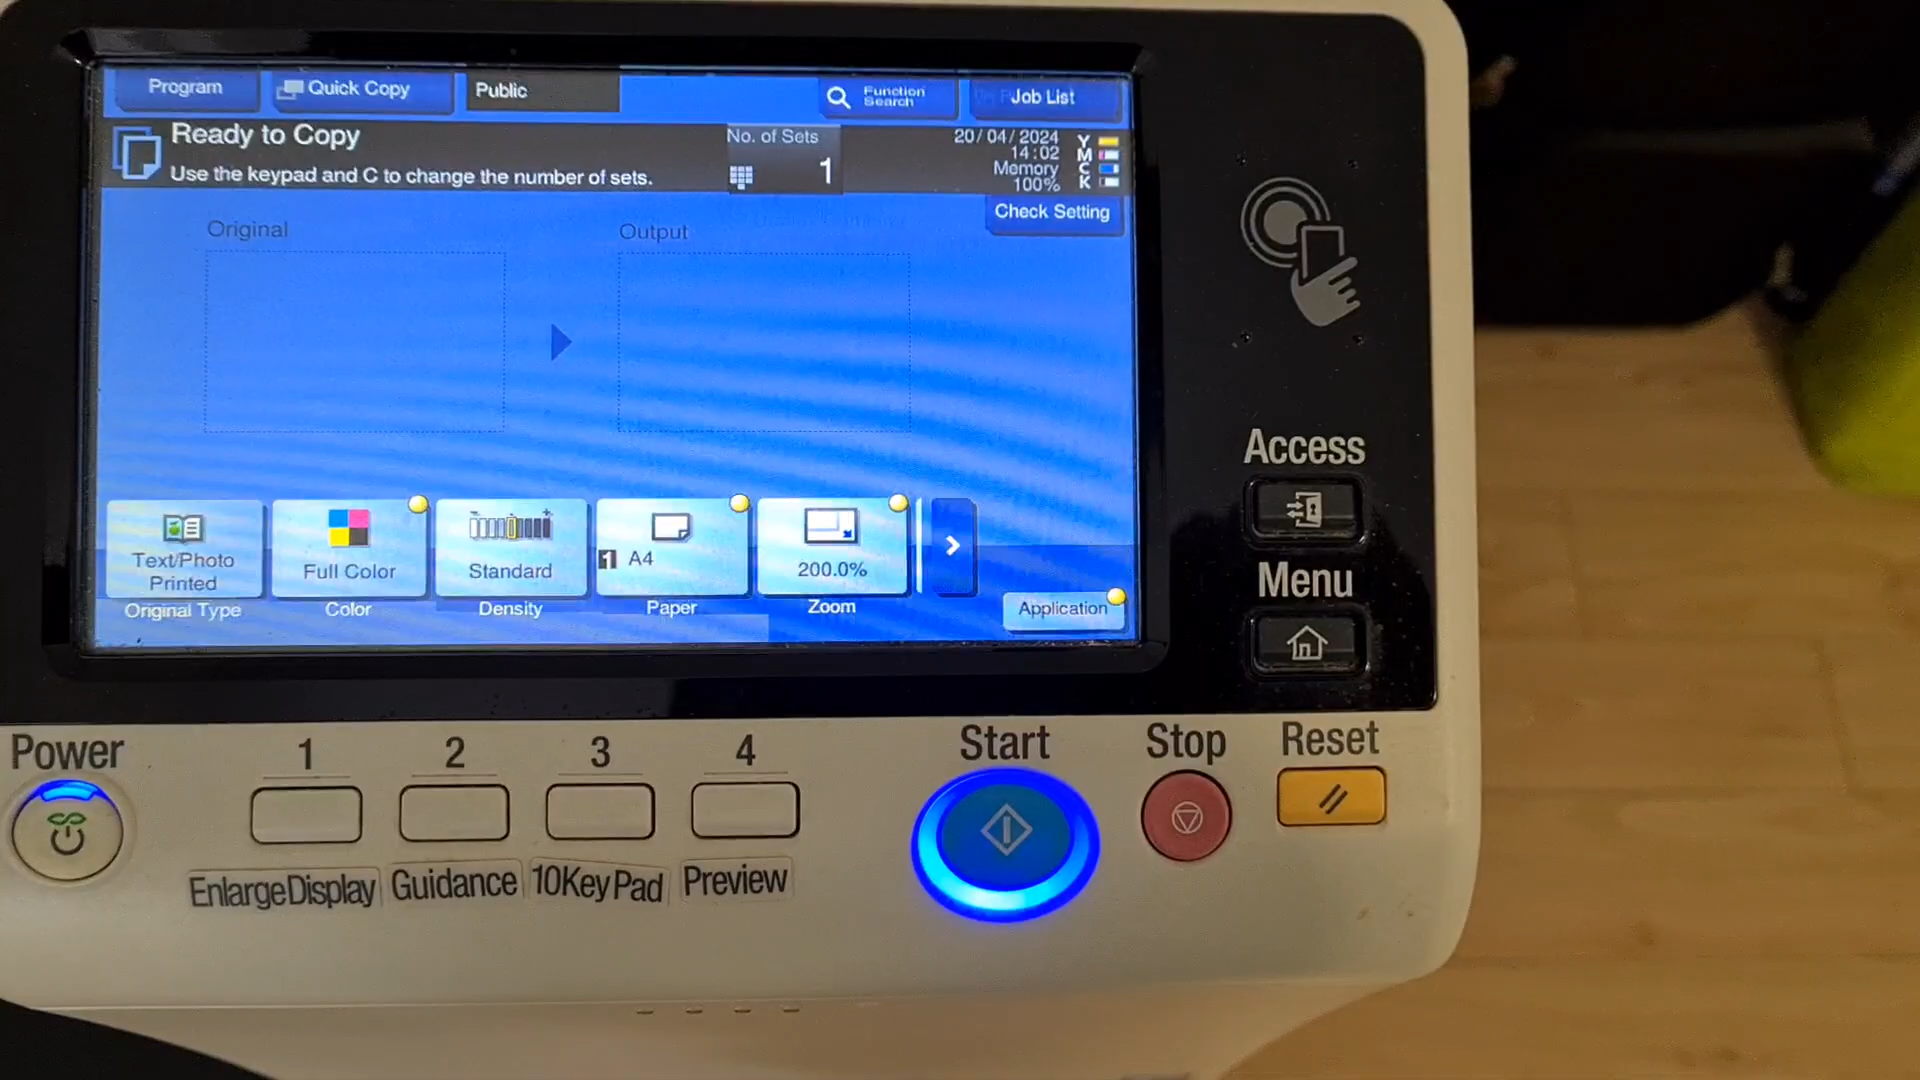 Program
Quick Copy
Public
Function Search
Job List
Ready to Copy
Use the keypad and C to change the number of sets.
No. of Sets
1
20/04/2024
14:02
Memory
100%
Y
M
C
K
Check Setting
Original
Output
Text/Photo
Printed
Original Type
Full Color
Color
Standard
Density
1 A4
Paper
200.0%
Zoom
Application
Access
Menu
Power
1
2
3
4
Start
Stop
Reset
Enlarge Display
Guidance
10 Key Pad
Preview